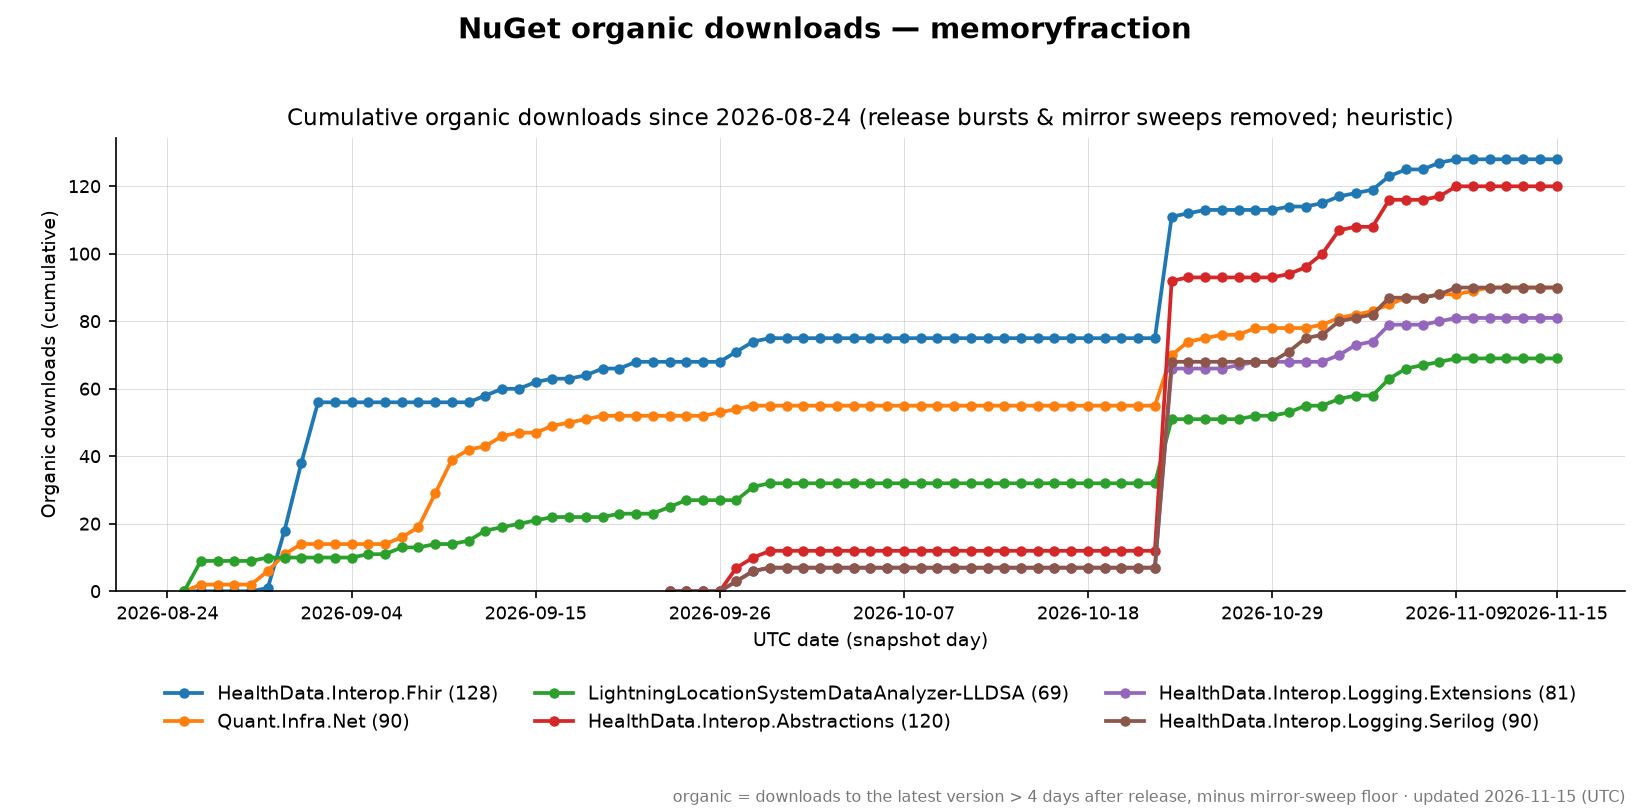 NuGet organic downloads — memoryfraction
Cumulative organic downloads since 2026-08-24 (release bursts & mirror sweeps removed; heuristic)
Organic downloads (cumulative)
120
100
80
60
40
20
0
2026-08-24 2026-09-04 2026-09-15 2026-09-26 2026-10-07 2026-10-18 2026-10-29 2026-11-09 2026-11-15
UTC date (snapshot day)
HealthData.Interop.Fhir (128) LightningLocationSystemDataAnalyzer-LLDSA (69) HealthData.Interop.Logging.Extensions (81)
Quant.Infra.Net (90) HealthData.Interop.Abstractions (120) HealthData.Interop.Logging.Serilog (90)
organic = downloads to the latest version > 4 days after release, minus mirror-sweep floor · updated 2026-11-15 (UTC)